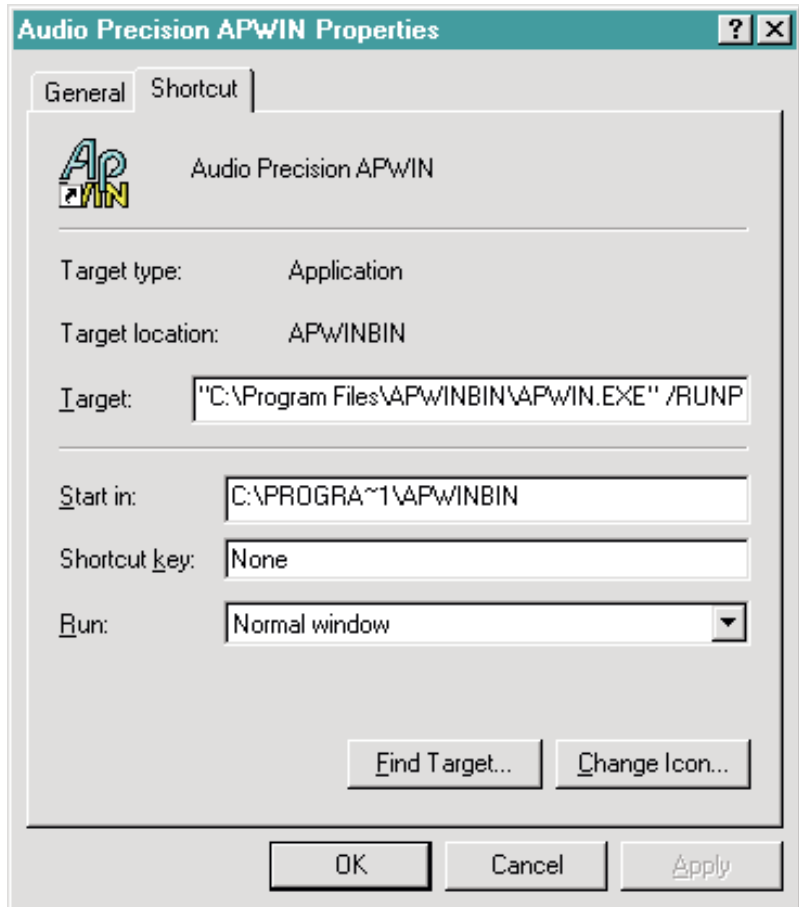 Audio Precision APWIN Properties
General Shortcut
Ap WIN
Audio Precision APWIN
Target type: Application
Target location: APWINBIN
Target: "C:\Program Files\APWINBIN\APWIN.EXE" /RUNP
Start in: C:\PROGRA~1\APWINBIN
Shortcut key: None
Run: Normal window
Find Target... Change Icon...
OK Cancel Apply